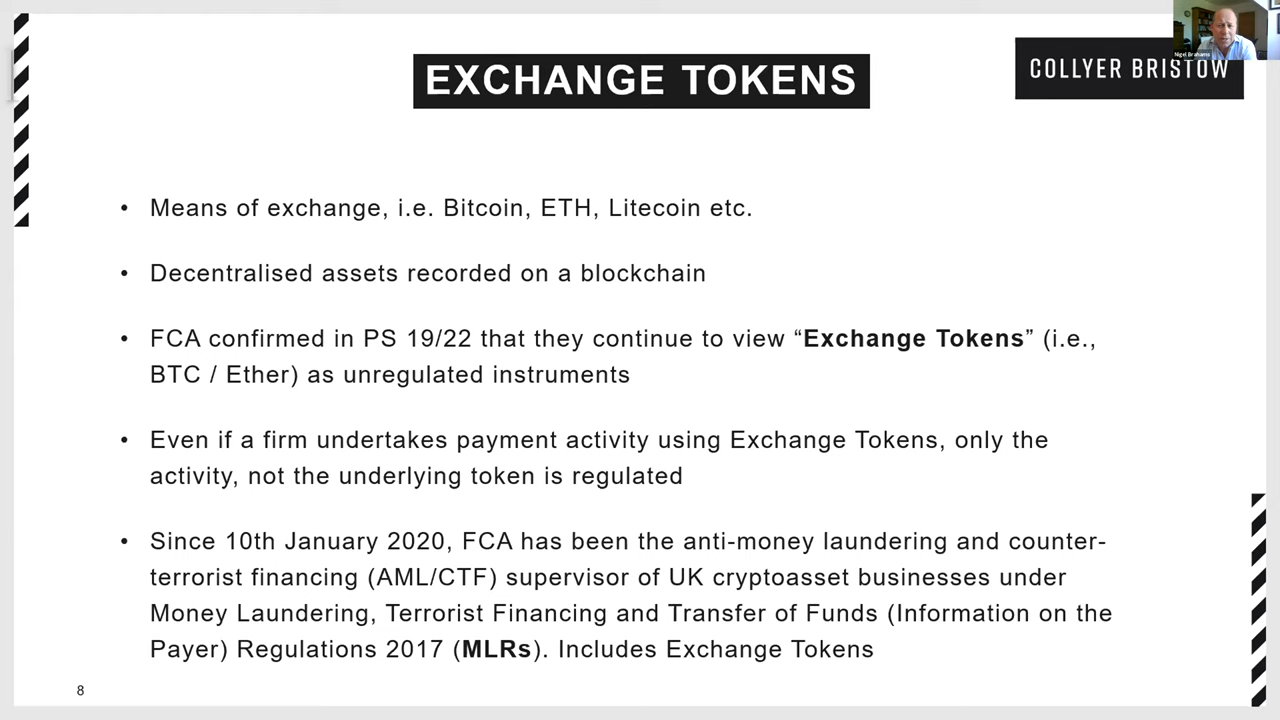 EXCHANGE TOKENS
COLLYER BRISTOW
Nigel Brahams
• Means of exchange, i.e. Bitcoin, ETH, Litecoin etc.
• Decentralised assets recorded on a blockchain
• FCA confirmed in PS 19/22 that they continue to view “Exchange Tokens” (i.e.,
BTC / Ether) as unregulated instruments
• Even if a firm undertakes payment activity using Exchange Tokens, only the
activity, not the underlying token is regulated
• Since 10th January 2020, FCA has been the anti-money laundering and counter-
terrorist financing (AML/CTF) supervisor of UK cryptoasset businesses under
Money Laundering, Terrorist Financing and Transfer of Funds (Information on the
Payer) Regulations 2017 (MLRs). Includes Exchange Tokens
8